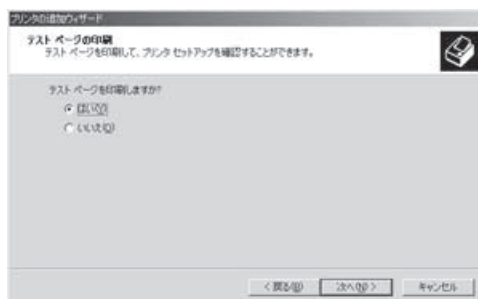 プリンタの追加ウィザード
テスト ページの印刷
テスト ページを印刷して、プリンタ セットアップを確認することができます。
テスト ページを印刷しますか?
はい(Y)
いいえ(O)
< 戻る(B)
次へ(N) >
キャンセル